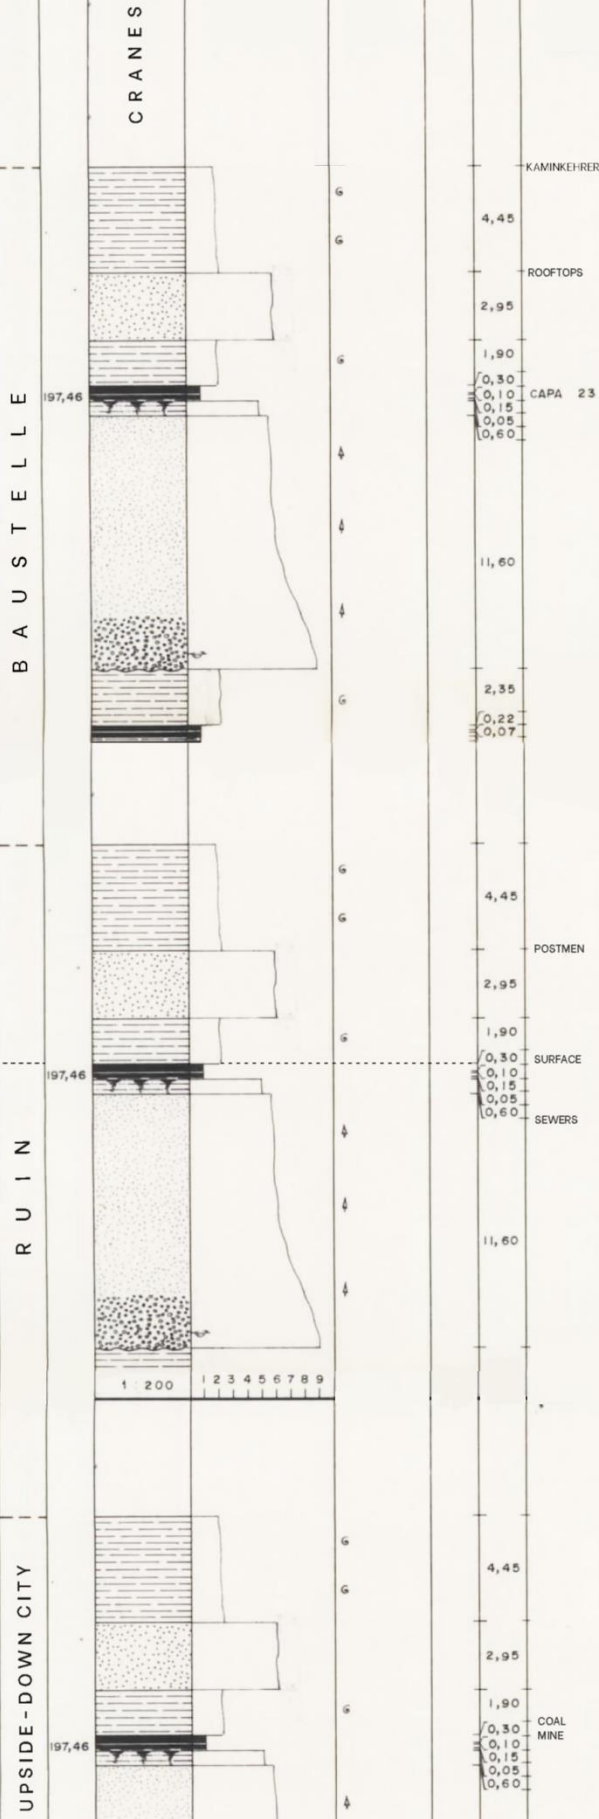 CRANES
KAMINKEHRER
G
4,45
G
ROOFTOPS
2,95
1,90
G
0,30
BAUSTELLE
197,46
0,10
CAPA 23
0,15
0,05
0,60
11,60
2,35
G
0,22
0,07
G
4,45
G
POSTMEN
2,95
1,90
G
0,30
SURFACE
197,46
0,10
0,15
0,05
0,60
SEWERS
RUIN
11,60
1:200
1 2 3 4 5 6 7 8 9
G
4,45
G
UPSIDE-DOWN CITY
2,95
1,90
G
COAL
MINE
0,30
197,46
0,10
0,15
0,05
0,60